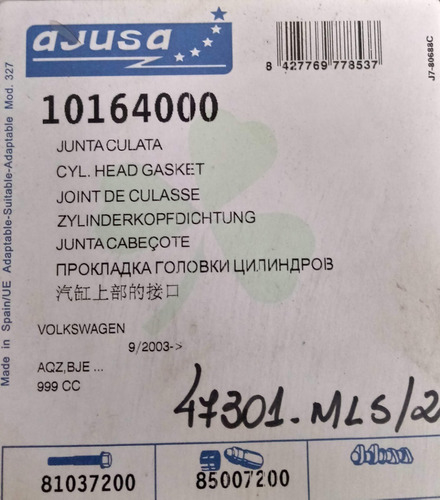 ajusa
8 427769 778537
J7-80688C
Made in Spain/UE Adaptable-Suitable-Adaptable Mod. 327
10164000
JUNTA CULATA
CYL. HEAD GASKET
JOINT DE CULASSE
ZYLINDERKOPFDICHTUNG
JUNTA CABEÇOTE
ПРОКЛАДКА ГОЛОВКИ ЦИЛИНДРОВ
汽缸上部的接口
VOLKSWAGEN
9/2003->
AQZ,BJE ...
999 CC
47301-MLS/2
81037200
85007200